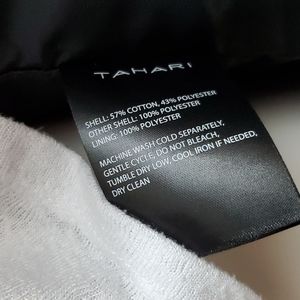 TAHARI
SHELL: 57% COTTON, 43% POLYESTER
OTHER SHELL: 100% POLYESTER
LINING: 100% POLYESTER
MACHINE WASH COLD SEPARATELY,
GENTLE CYCLE, DO NOT BLEACH,
TUMBLE DRY LOW, COOL IRON IF NEEDED,
DRY CLEAN